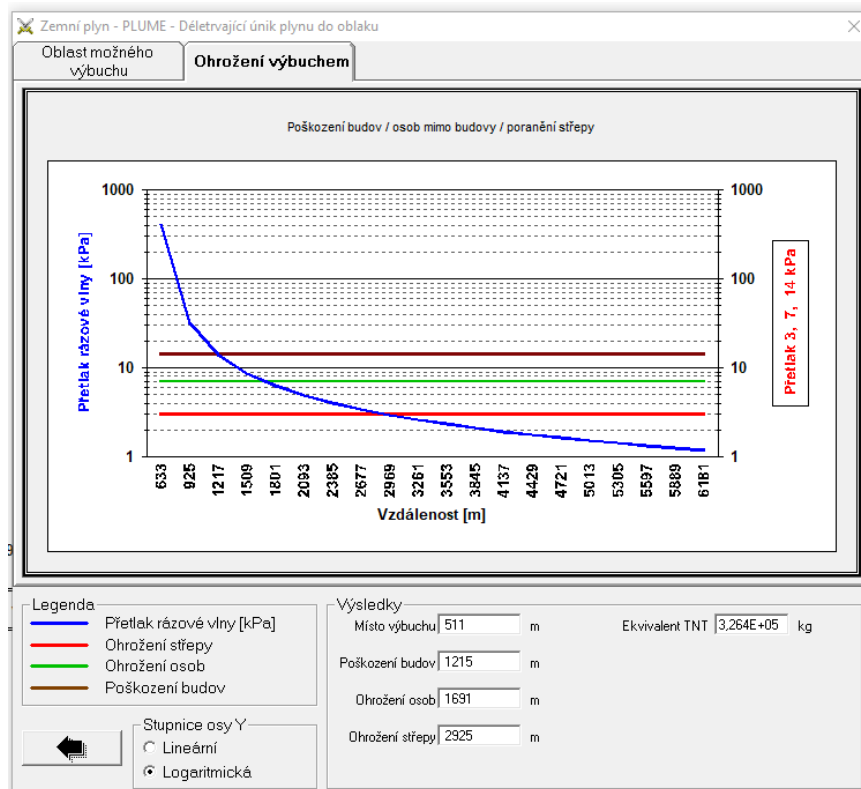 Zemní plyn - PLUME - Déletrvající únik plynu do oblaku
Oblast možného
výbuchu
Ohrožení výbuchem
Poškození budov / osob mimo budovy / poranění střepy
Přetlak rázové vlny [kPa]
1000
100
10
1
1000
100
10
1
Přetlak 3, 7, 14 kPa
633 925 1217 1509 1801 2093 2385 2677 2969 3261 3553 3845 4137 4429 4721 5013 5305 5597 5889 6181
Vzdálenost [m]
9
Legenda
Přetlak rázové vlny [kPa]
Ohrožení střepy
Ohrožení osob
Poškození budov
Stupnice osy Y
Lineární
Logaritmická
Výsledky
Místo výbuchu 511 m
Ekvivalent TNT 3,264E+05 kg
Poškození budov 1215 m
Ohrožení osob 1691 m
Ohrožení střepy 2925 m